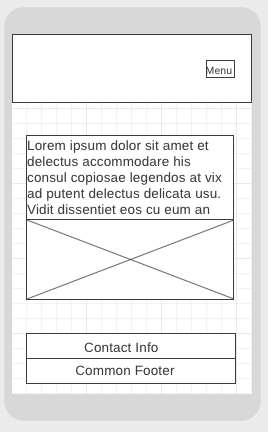 Menu
Lorem ipsum dolor sit amet et
delectus accommodare his
consul copiosae legendos at vix
ad putent delectus delicata usu.
Vidit dissentiet eos cu eum an
Contact Info
Common Footer